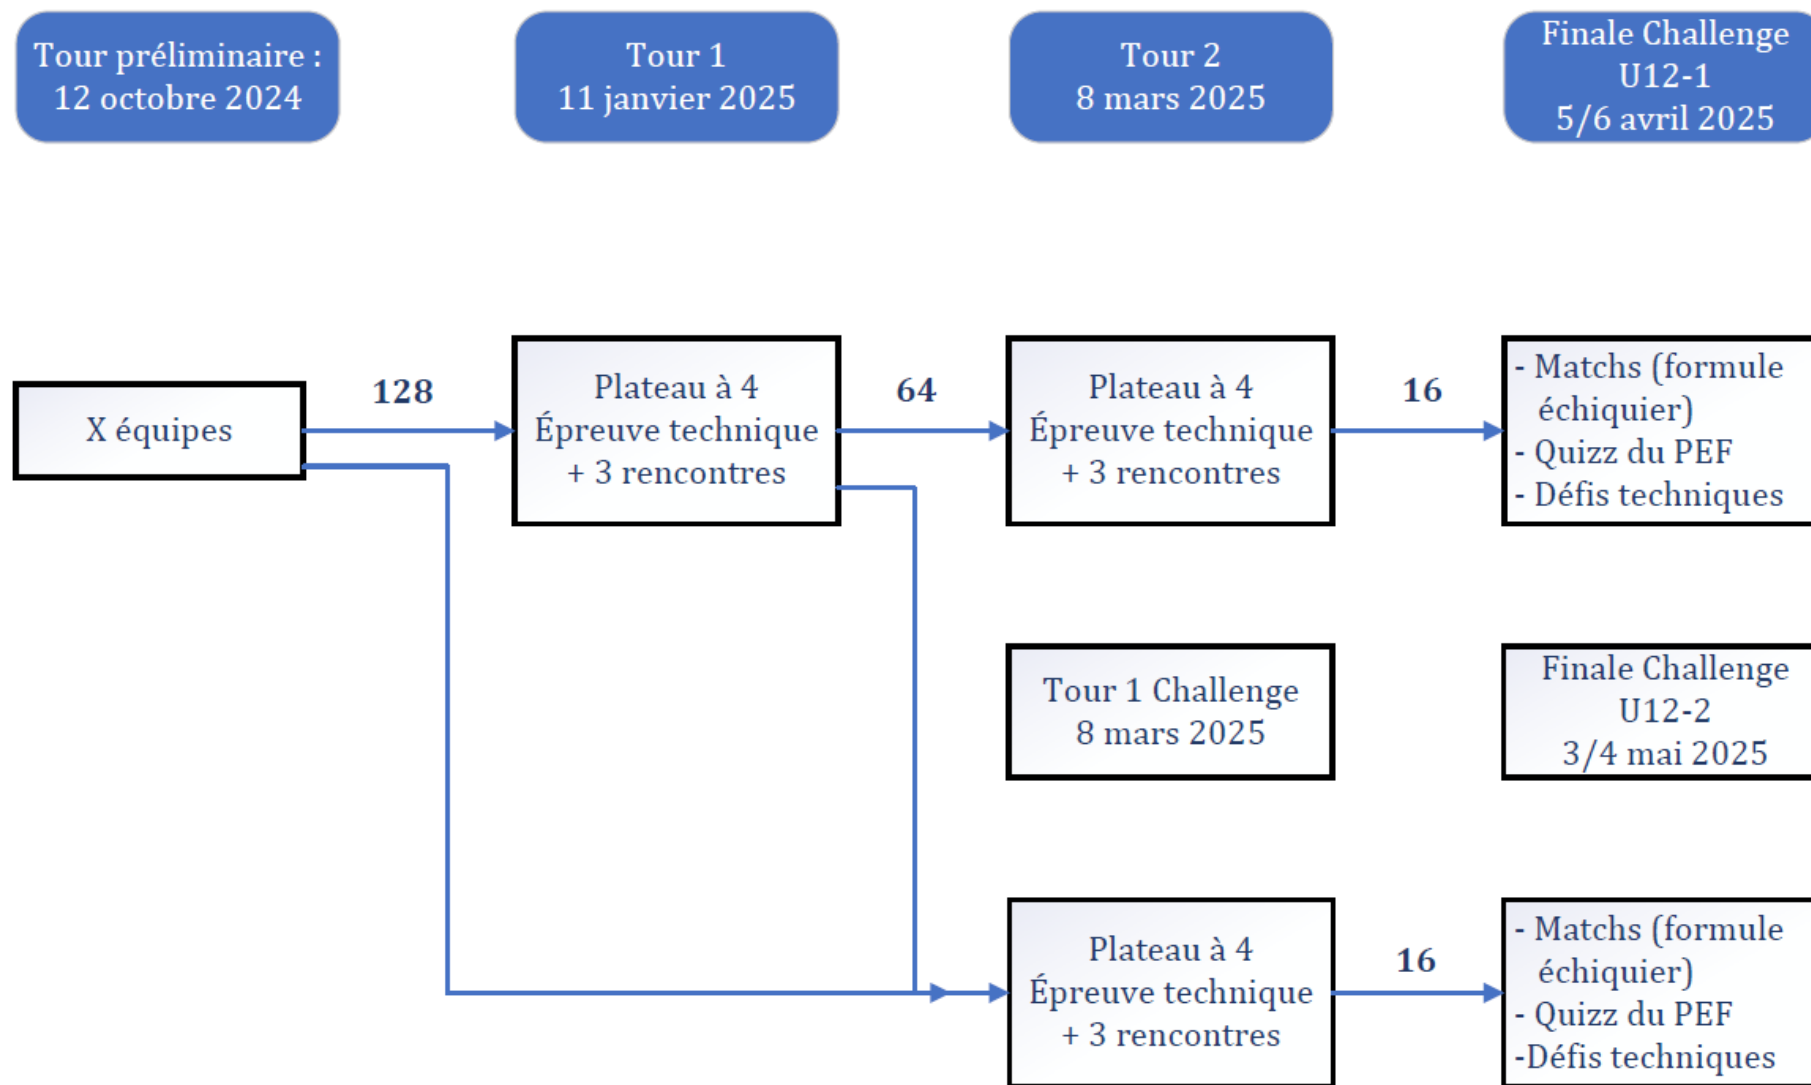 Tour préliminaire :
12 octobre 2024
Tour 1
11 janvier 2025
Tour 2
8 mars 2025
Finale Challenge
U12-1
5/6 avril 2025
X équipes
128
Plateau à 4
Épreuve technique
+ 3 rencontres
64
Plateau à 4
Épreuve technique
+ 3 rencontres
16
- Matchs (formule
échiquier)
- Quizz du PEF
- Défis techniques
Tour 1 Challenge
8 mars 2025
Finale Challenge
U12-2
3/4 mai 2025
Plateau à 4
Épreuve technique
+ 3 rencontres
16
- Matchs (formule
échiquier)
- Quizz du PEF
-Défis techniques